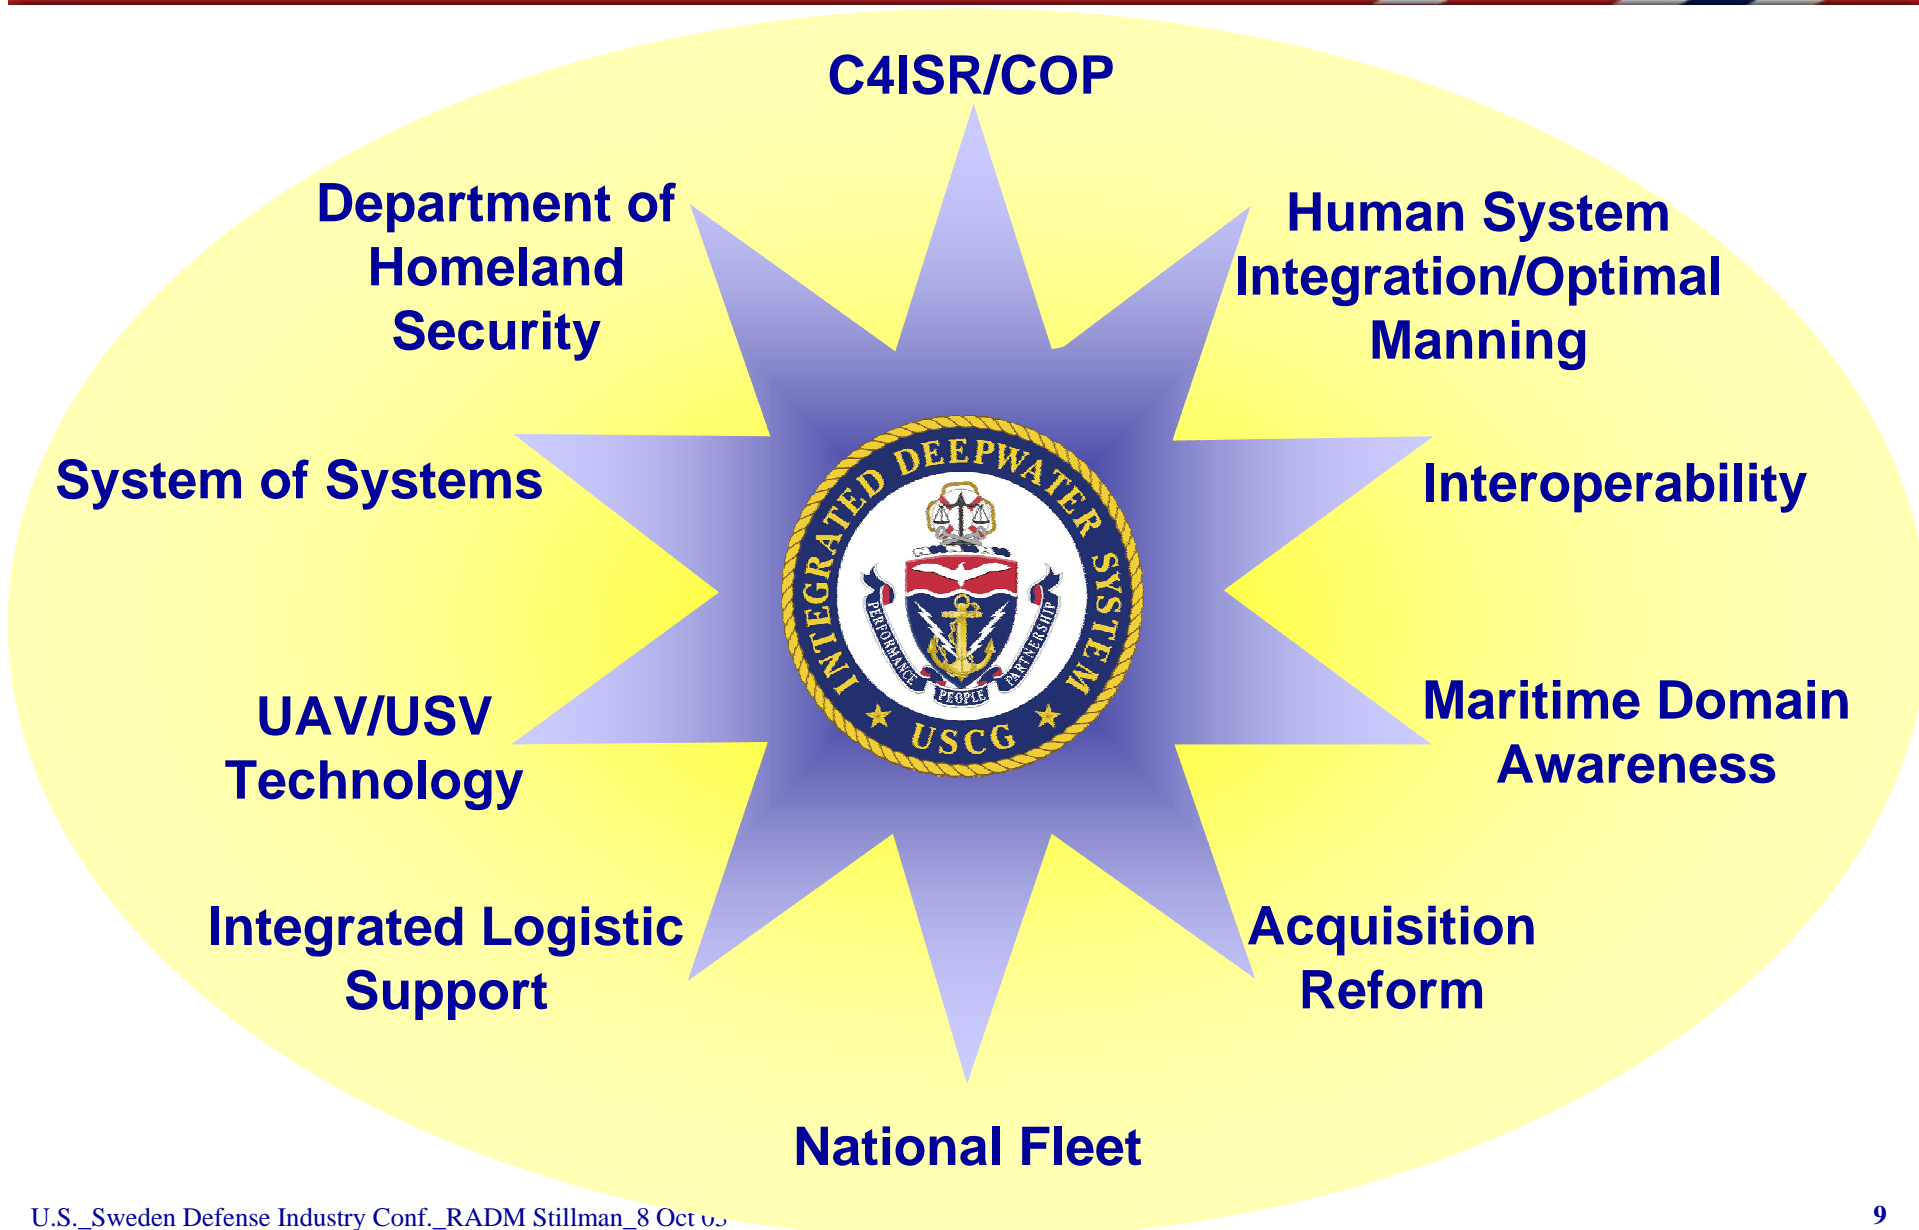 C4ISR/COP
Department of
Homeland
Security
Human System
Integration/Optimal
Manning
System of Systems
Interoperability
INTEGRATED DEEPWATER SYSTEM
PERFORMANCE
PEOPLE
PARTNERSHIP
USCG
UAV/USV
Technology
Maritime Domain
Awareness
Integrated Logistic
Support
Acquisition
Reform
National Fleet
U.S._Sweden Defense Industry Conf._RADM Stillman_8 Oct
9